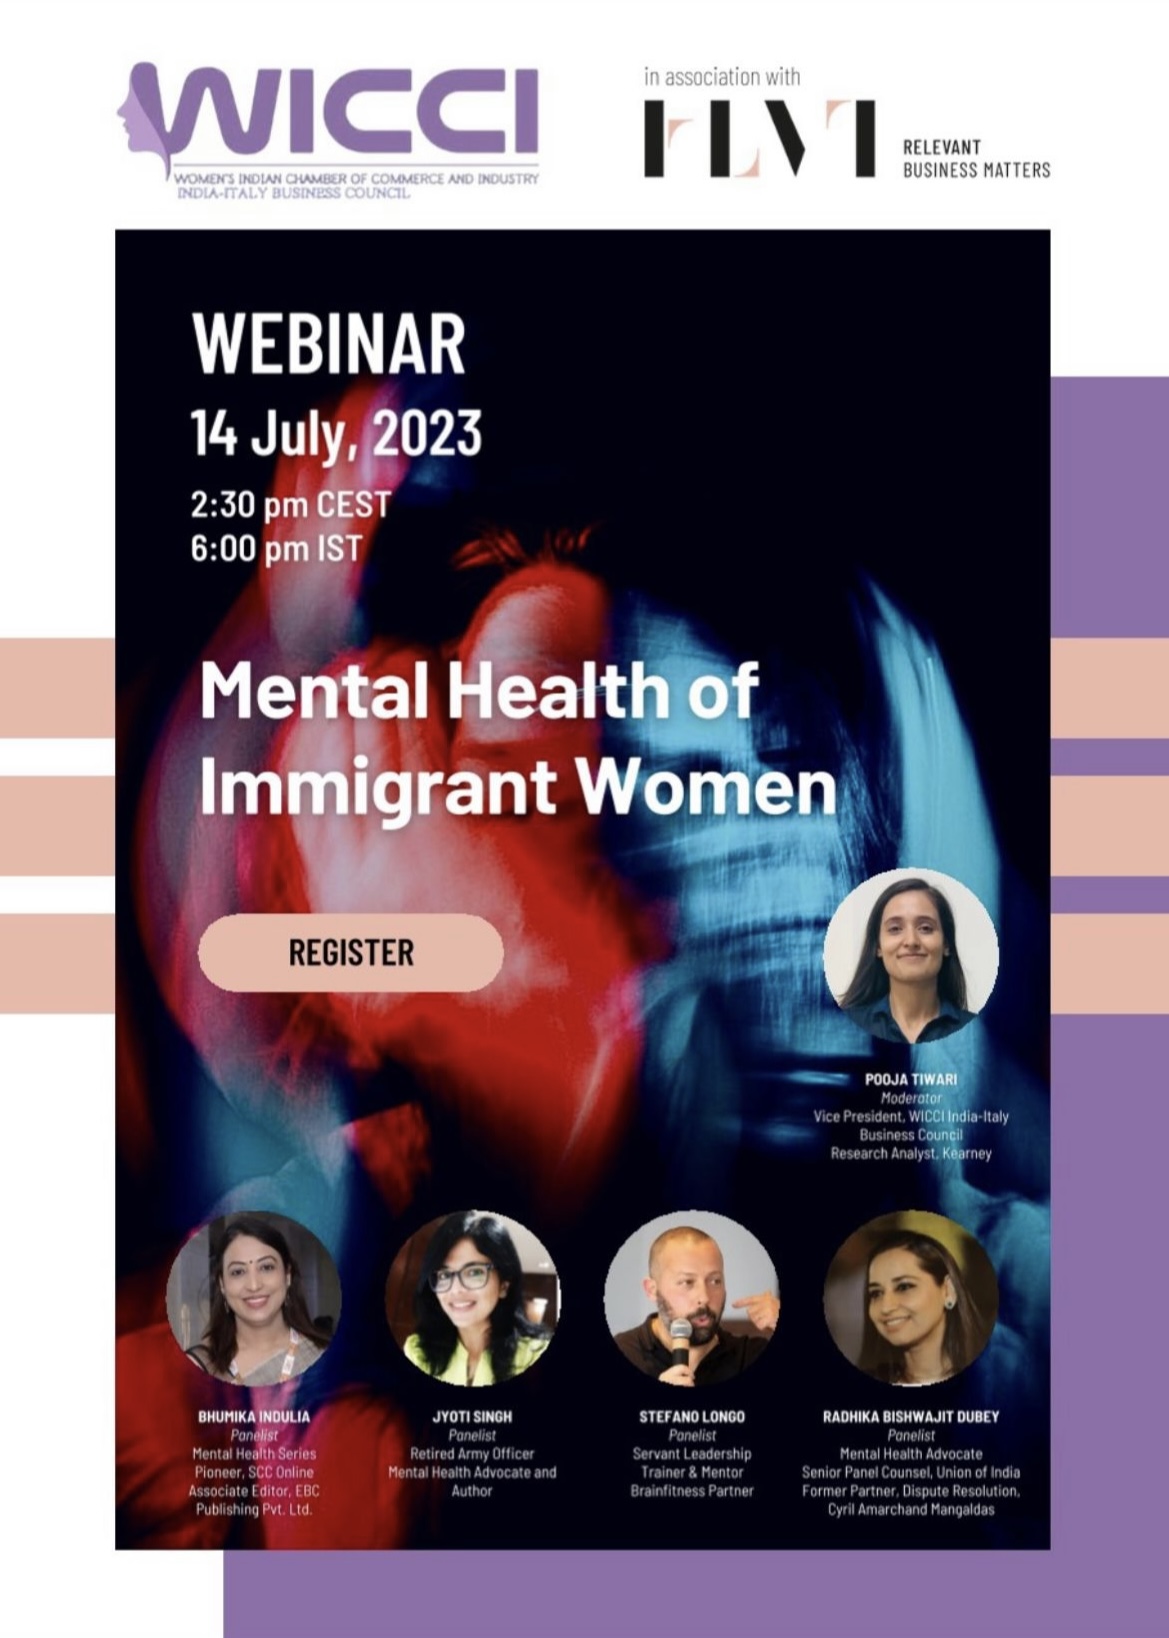 WICCI
WOMEN'S INDIAN CHAMBER OF COMMERCE AND INDUSTRY
INDIA-ITALY BUSINESS COUNCIL
in association with
RELEVANT
BUSINESS MATTERS
WEBINAR
14 July, 2023
2:30 pm CEST
6:00 pm IST
Mental Health of
Immigrant Women
REGISTER
POOJA TIWARI
Moderator
Vice President, WICCI India-Italy
Business Council
Research Analyst, Kearney
BHUMIKA INDULIA
Panelist
Mental Health Series
Pioneer, SCC Online
Associate Editor, EBC
Publishing Pvt. Ltd.
JYOTI SINGH
Panelist
Retired Army Officer
Mental Health Advocate and
Author
STEFANO LONGO
Panelist
Servant Leadership
Trainer & Mentor
Brainfitness Partner
RADHIKA BISHWAJIT DUBEY
Panelist
Mental Health Advocate
Senior Panel Counsel, Union of India
Former Partner, Dispute Resolution,
Cyril Amarchand Mangaldas